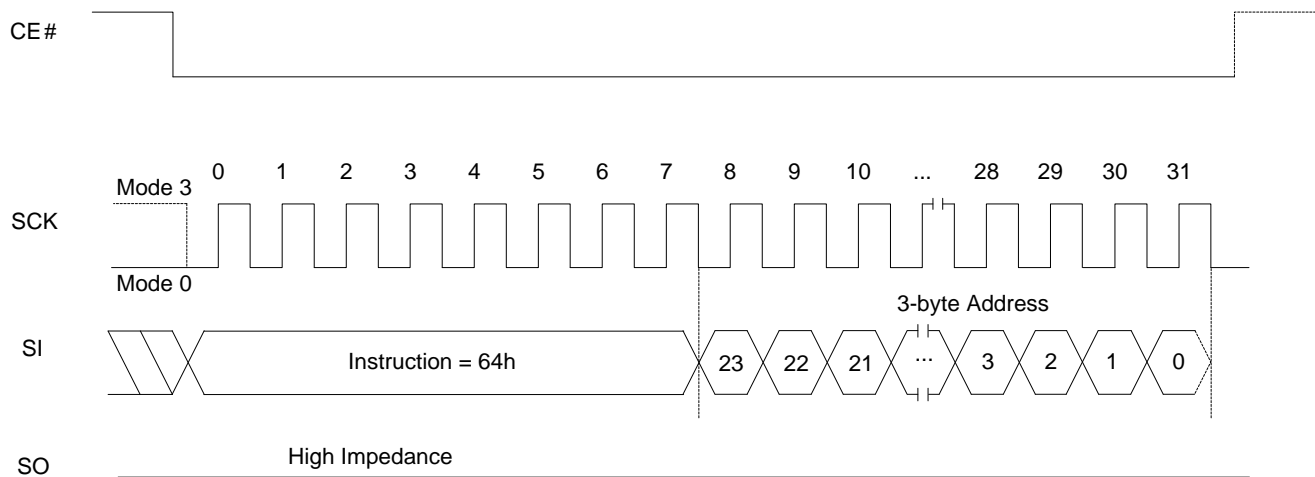 CE#
0 1 2 3 4 5 6 7 8 9 10 ... 28 29 30 31
Mode 3
SCK
Mode 0
3-byte Address
SI
Instruction = 64h 23 22 21 ... 3 2 1 0
High Impedance
SO